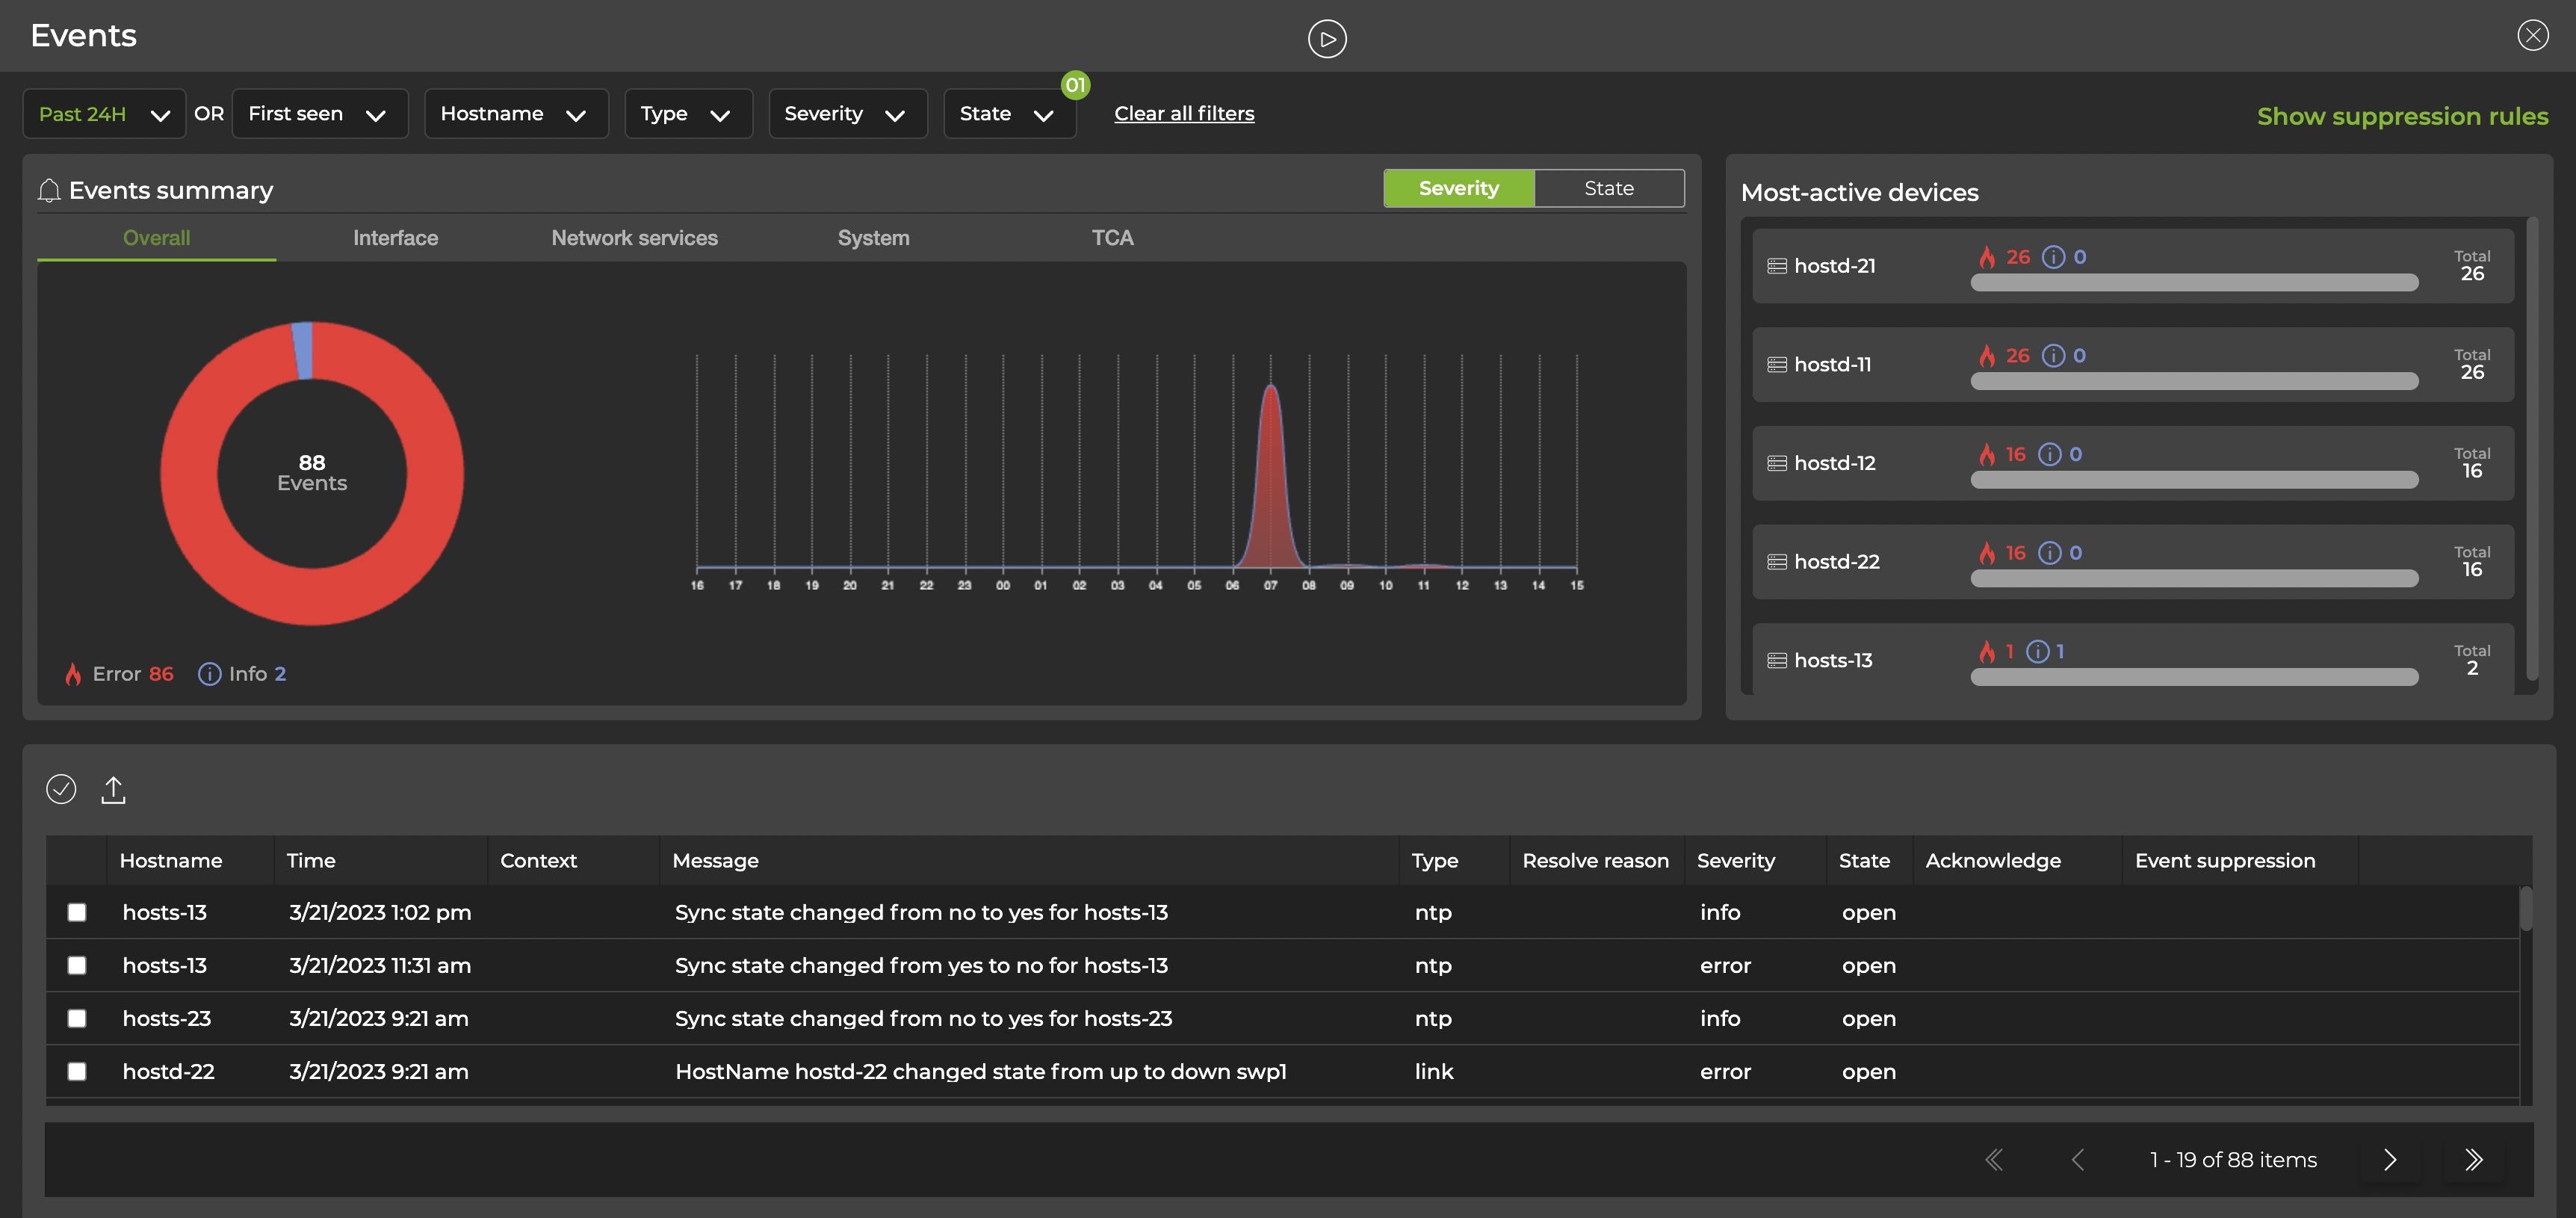 Events
Past 24H OR First seen Hostname Type Severity State 01 Clear all filters Show suppression rules
Events summary Severity State
Overall Interface Network services System TCA
88
Events
16 17 18 19 20 21 22 23 00 01 02 03 04 05 06 07 08 09 10 11 12 13 14 15
Error 86 Info 2
Most-active devices
hostd-21 26 0 Total 26
hostd-11 26 0 Total 26
hostd-12 16 0 Total 16
hostd-22 16 0 Total 16
hosts-13 1 1 Total 2
Hostname Time Context Message Type Resolve reason Severity State Acknowledge Event suppression
hosts-13 3/21/2023 1:02 pm Sync state changed from no to yes for hosts-13 ntp info open
hosts-13 3/21/2023 11:31 am Sync state changed from yes to no for hosts-13 ntp error open
hosts-23 3/21/2023 9:21 am Sync state changed from no to yes for hosts-23 ntp info open
hostd-22 3/21/2023 9:21 am HostName hostd-22 changed state from up to down swp1 link error open
1 - 19 of 88 items